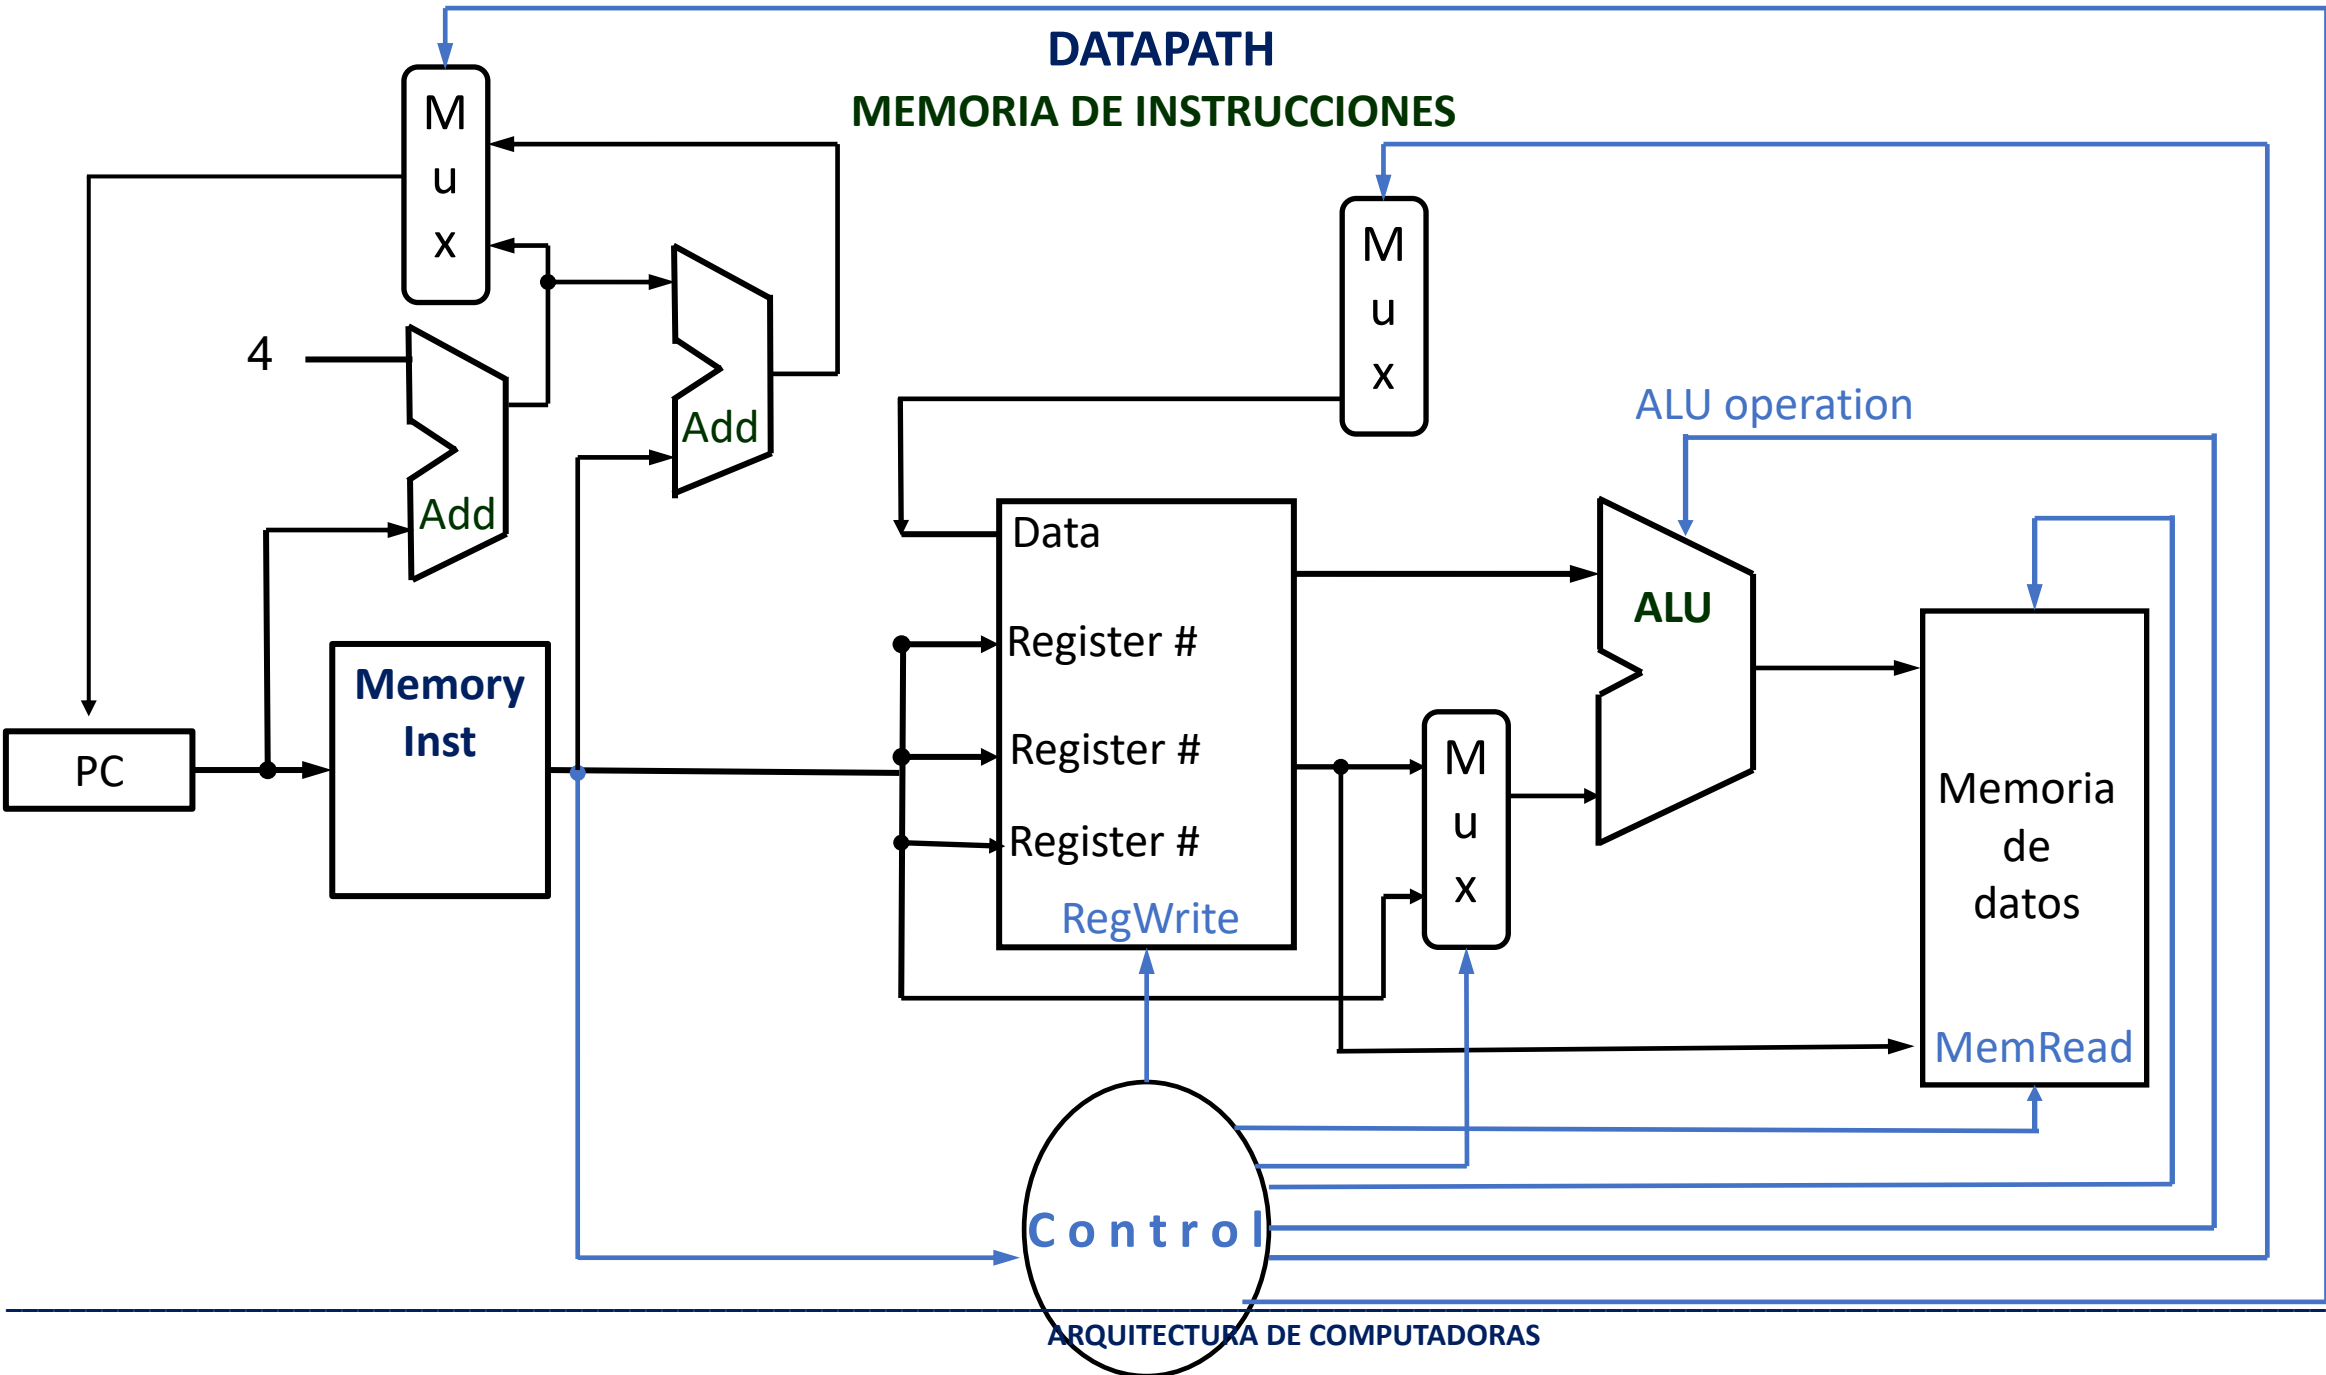 DATAPATH
MEMORIA DE INSTRUCCIONES
M
u
x
M
u
x
4
Add
Add
ALU operation
Data
Register #
Register #
Register #
RegWrite
ALU
Memory
Inst
PC
M
u
x
Memoria
de
datos
MemRead
Control
ARQUITECTURA DE COMPUTADORAS